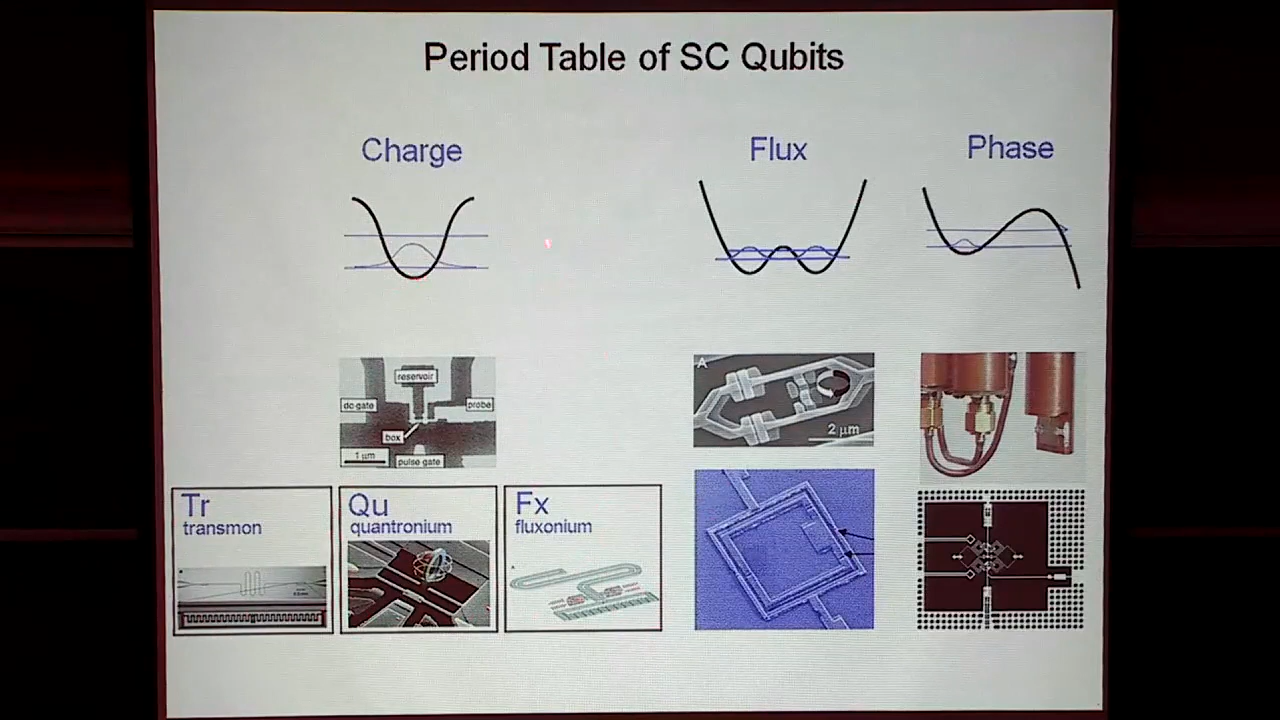 Period Table of SC Qubits
Charge
Flux
Phase
reservoir
dc gate
probe
box
1 µm
pulse gate
A
2 µm
Tr
transmon
Qu
quantronium
Fx
fluxonium